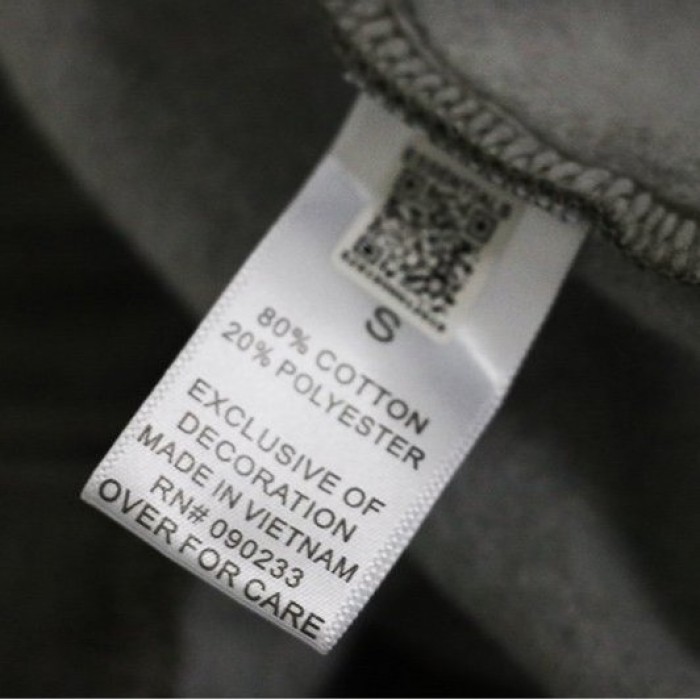 S
80% COTTON
20% POLYESTER
EXCLUSIVE OF
DECORATION
MADE IN VIETNAM
RN# 090233
OVER FOR CARE